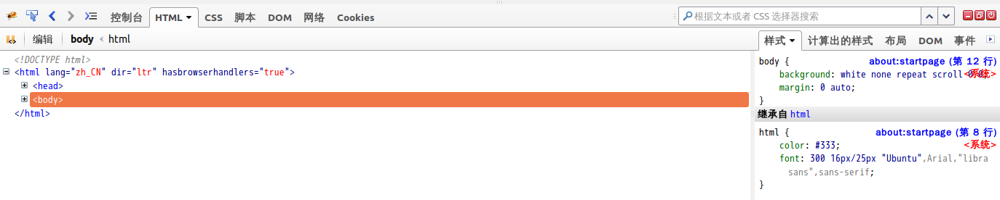 控制台 HTML CSS 脚本 DOM 网络 Cookies 根据文本或者 CSS 选择器搜索
编辑 body < html 样式 计算出的样式 布局 DOM 事件
<!DOCTYPE html>
<html lang="zh_CN" dir="ltr" hasbrowserhandlers="true">
<head>
<body>
</html>
body { about:startpage (第 12 行)
background: white none repeat scroll 0 0; <系统>
margin: 0 auto;
}
继承自 html
html { about:startpage (第 8 行)
color: #333; <系统>
font: 300 16px/25px "Ubuntu",Arial,"libra
sans",sans-serif;
}